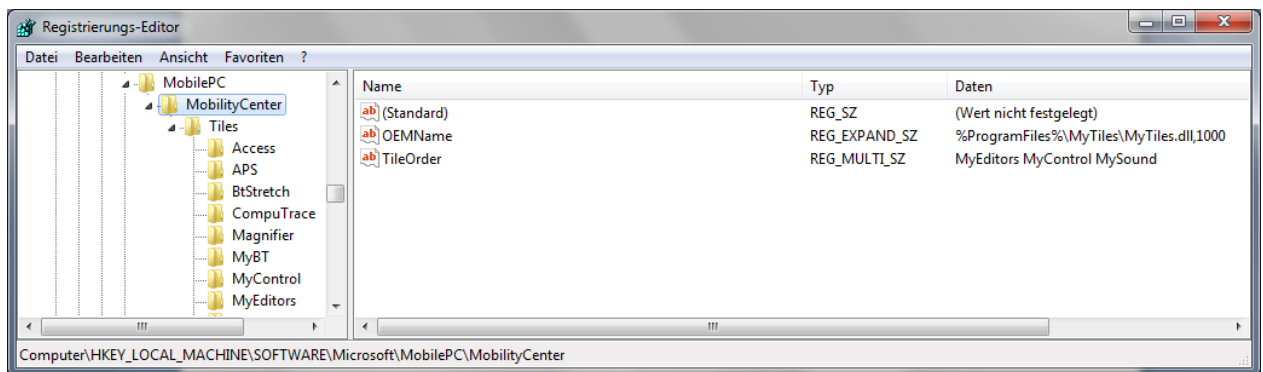 Registrierungs-Editor
Datei Bearbeiten Ansicht Favoriten ?
MobilePC
MobilityCenter
Tiles
Access
APS
BtStretch
CompuTrace
Magnifier
MyBT
MyControl
MyEditors
Name Typ Daten
(Standard) REG_SZ (Wert nicht festgelegt)
OEMName REG_EXPAND_SZ %ProgramFiles%\MyTiles\MyTiles.dll,1000
TileOrder REG_MULTI_SZ MyEditors MyControl MySound
Computer\HKEY_LOCAL_MACHINE\SOFTWARE\Microsoft\MobilePC\MobilityCenter